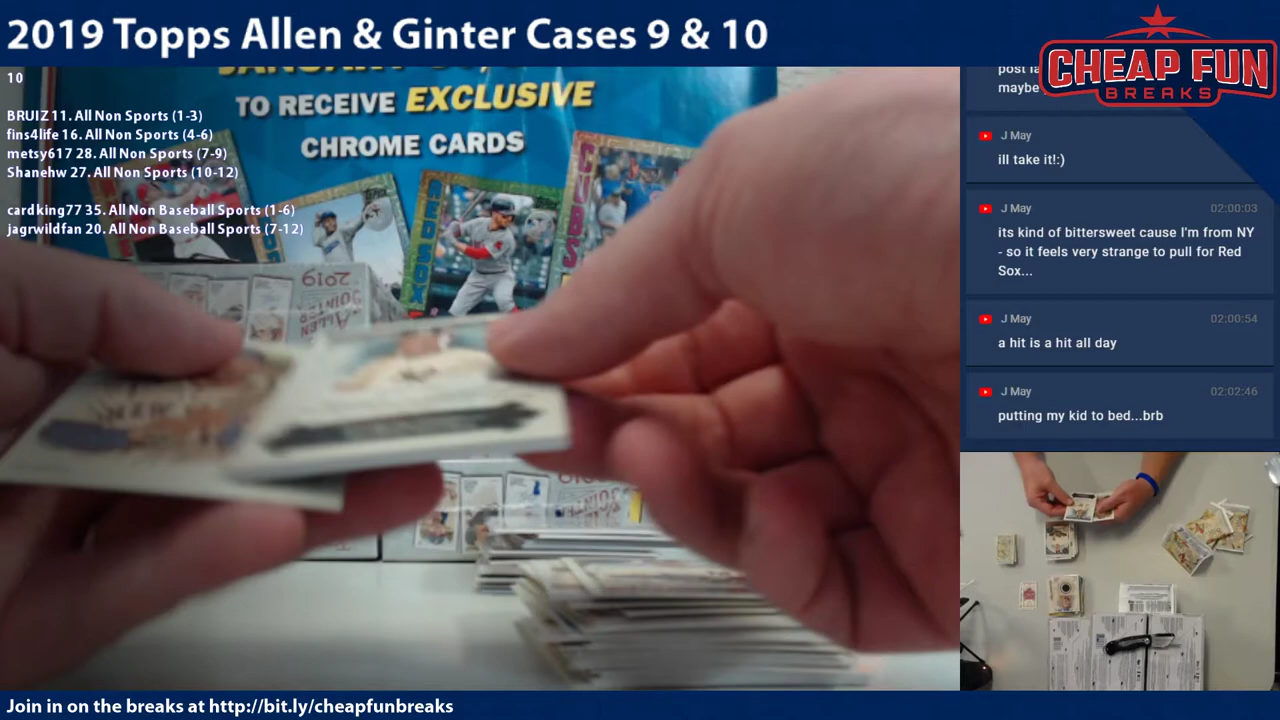 2019 Topps Allen & Ginter Cases 9 & 10
CHEAP FUN
BREAKS
10
BRUIZ 11. All Non Sports (1-3)
fins4life 16. All Non Sports (4-6)
metsy617 28. All Non Sports (7-9)
Shanehw 27. All Non Sports (10-12)
cardking77 35. All Non Baseball Sports (1-6)
jagrwildfan 20. All Non Baseball Sports (7-12)
TO RECEIVE EXCLUSIVE
CHROME CARDS
RED SOX
CUBS
2019
ALLEN
GINTER
maybe
J May
ill take it!:)
J May 02:00:03
its kind of bittersweet cause I'm from NY
- so it feels very strange to pull for Red
Sox...
J May 02:00:54
a hit is a hit all day
J May 02:02:46
putting my kid to bed...brb
Join in on the breaks at http://bit.ly/cheapfunbreaks